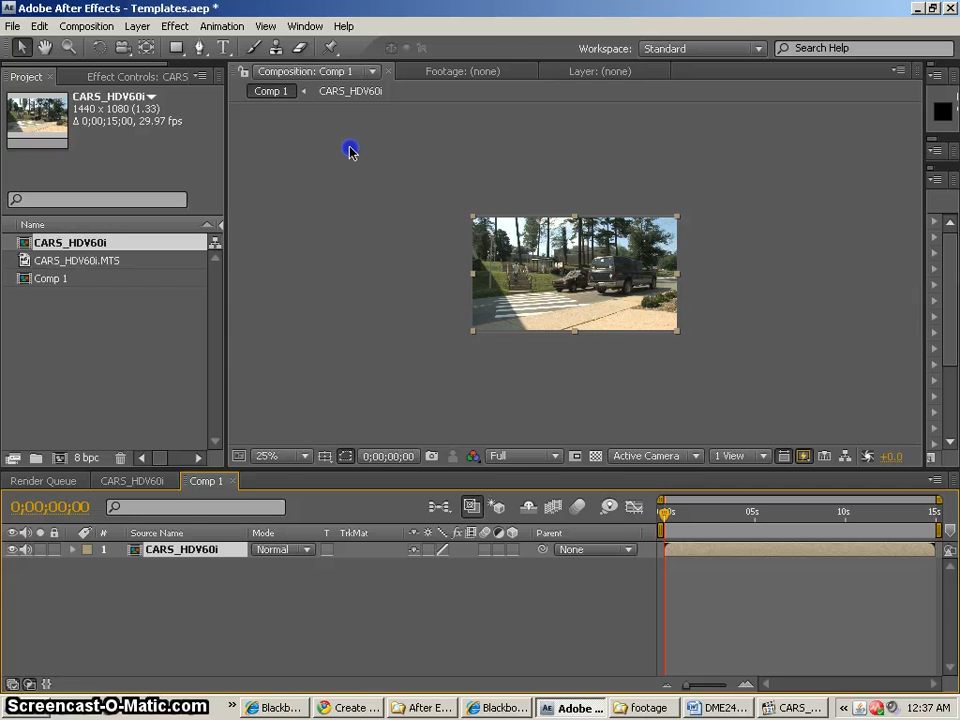 Adobe After Effects - Templates.aep *
File Edit Composition Layer Effect Animation View Window Help
Workspace: Standard Search Help
Project Effect Controls: CARS Composition: Comp 1 Footage: (none) Layer: (none)
Comp 1 CARS_HDV60i
CARS_HDV60i
1440 x 1080 (1.33)
Δ 0;00;15;00, 29.97 fps
Name
CARS_HDV60i
CARS_HDV60i.MTS
Comp 1
8 bpc 25% 0;00;00;00 Full Active Camera 1 View +0.0
Render Queue CARS_HDV60i Comp 1
0;00;00;00
05s 10s 15s
# Source Name Mode T TrkMat Parent
1 CARS_HDV60i Normal None
Screencast-O-Matic.com Blackb... Create ... After E... Blackbo... Adobe ... footage DME24... CARS_... 12:37 AM